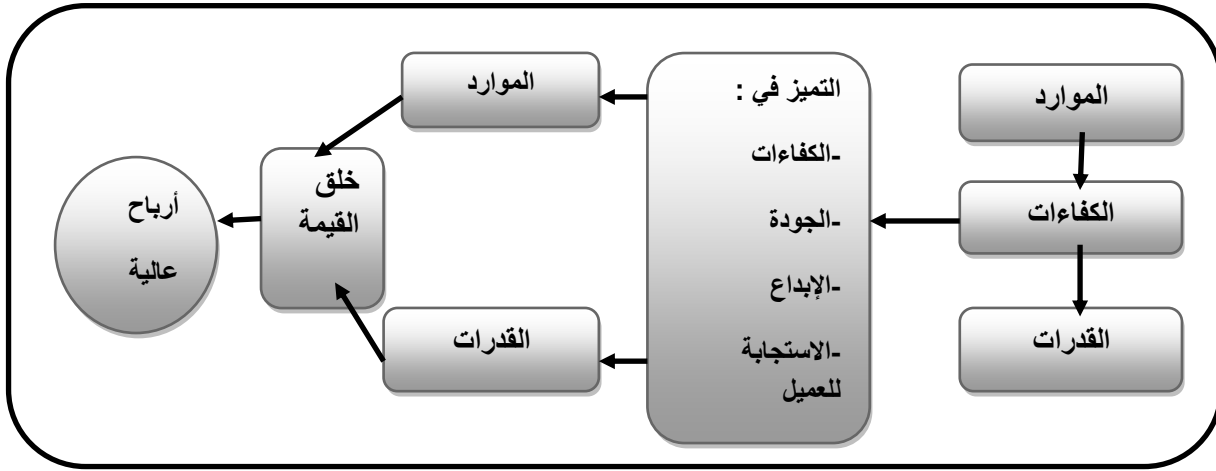 الموارد
الكفاءات
القدرات
التميز في :
-الكفاءات
-الجودة
-الإبداع
-الاستجابة
للعميل
الموارد
القدرات
خلق
القيمة
أرباح
عالية